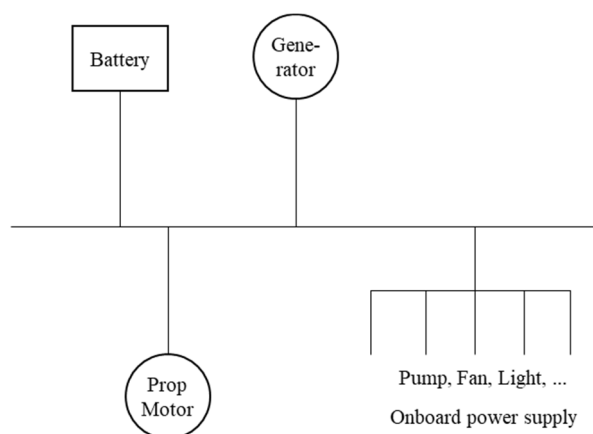 Battery
Gene-
rator
Prop
Motor
Pump, Fan, Light, ...
Onboard power supply